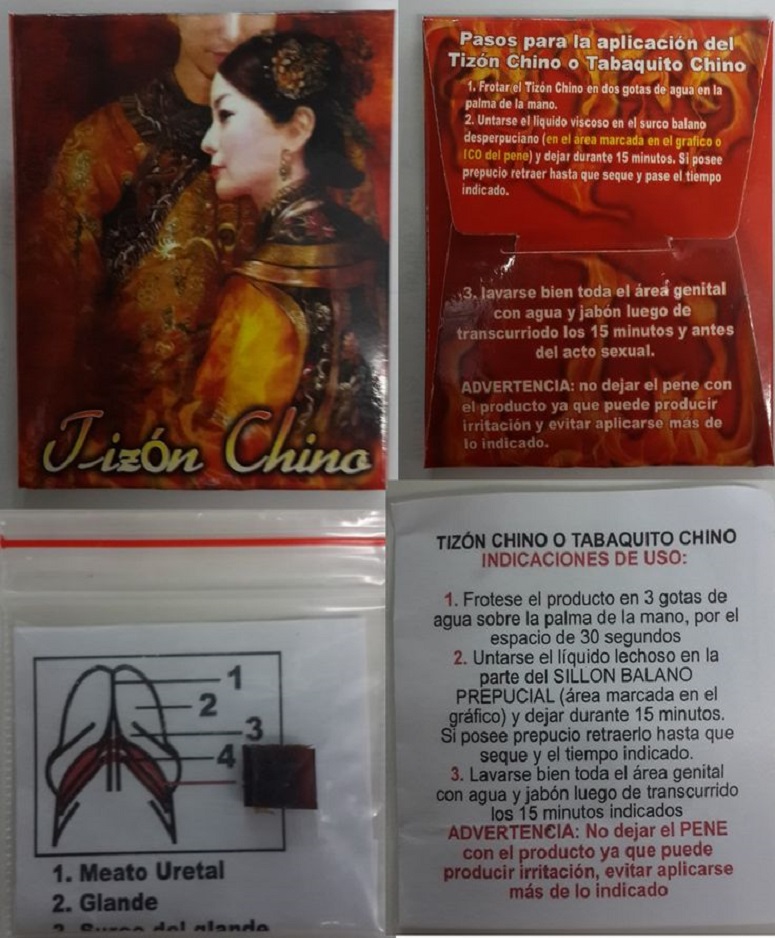 Tizón Chino
Pasos para la aplicación del
Tizón Chino o Tabaquito Chino
1. Frotar el Tizón Chino en dos gotas de agua en la
palma de la mano.
2. Untarse el liquido viscoso en el surco balano
desperpuciano (en el área marcada en el grafico o
ICO del pene) y dejar durante 15 minutos. Si posee
prepucio retraer hasta que seque y pase el tiempo
indicado.
3. lavarse bien toda el área genital
con agua y jabón luego de
transcurriodo los 15 minutos y antes
del acto sexual.
ADVERTENCIA: no dejar el pene con
el producto ya que puede producir
irritación y evitar aplicarse más de
lo indicado.
1
2
3
4
1. Meato Uretal
2. Glande
3. Surco del glande
TIZÓN CHINO O TABAQUITO CHINO
INDICACIONES DE USO:
1. Frotese el producto en 3 gotas de
agua sobre la palma de la mano, por el
espacio de 30 segundos
2. Untarse el líquido lechoso en la
parte del SILLON BALANO
PREPUCIAL (área marcada en el
gráfico) y dejar durante 15 minutos.
Si posee prepucio retraerlo hasta que
seque y el tiempo indicado.
3. Lavarse bien toda el área genital
con agua y jabón luego de transcurrido
los 15 minutos indicados
ADVERTENCIA: No dejar el PENE
con el producto ya que puede
producir irritación, evitar aplicarse
más de lo indicado